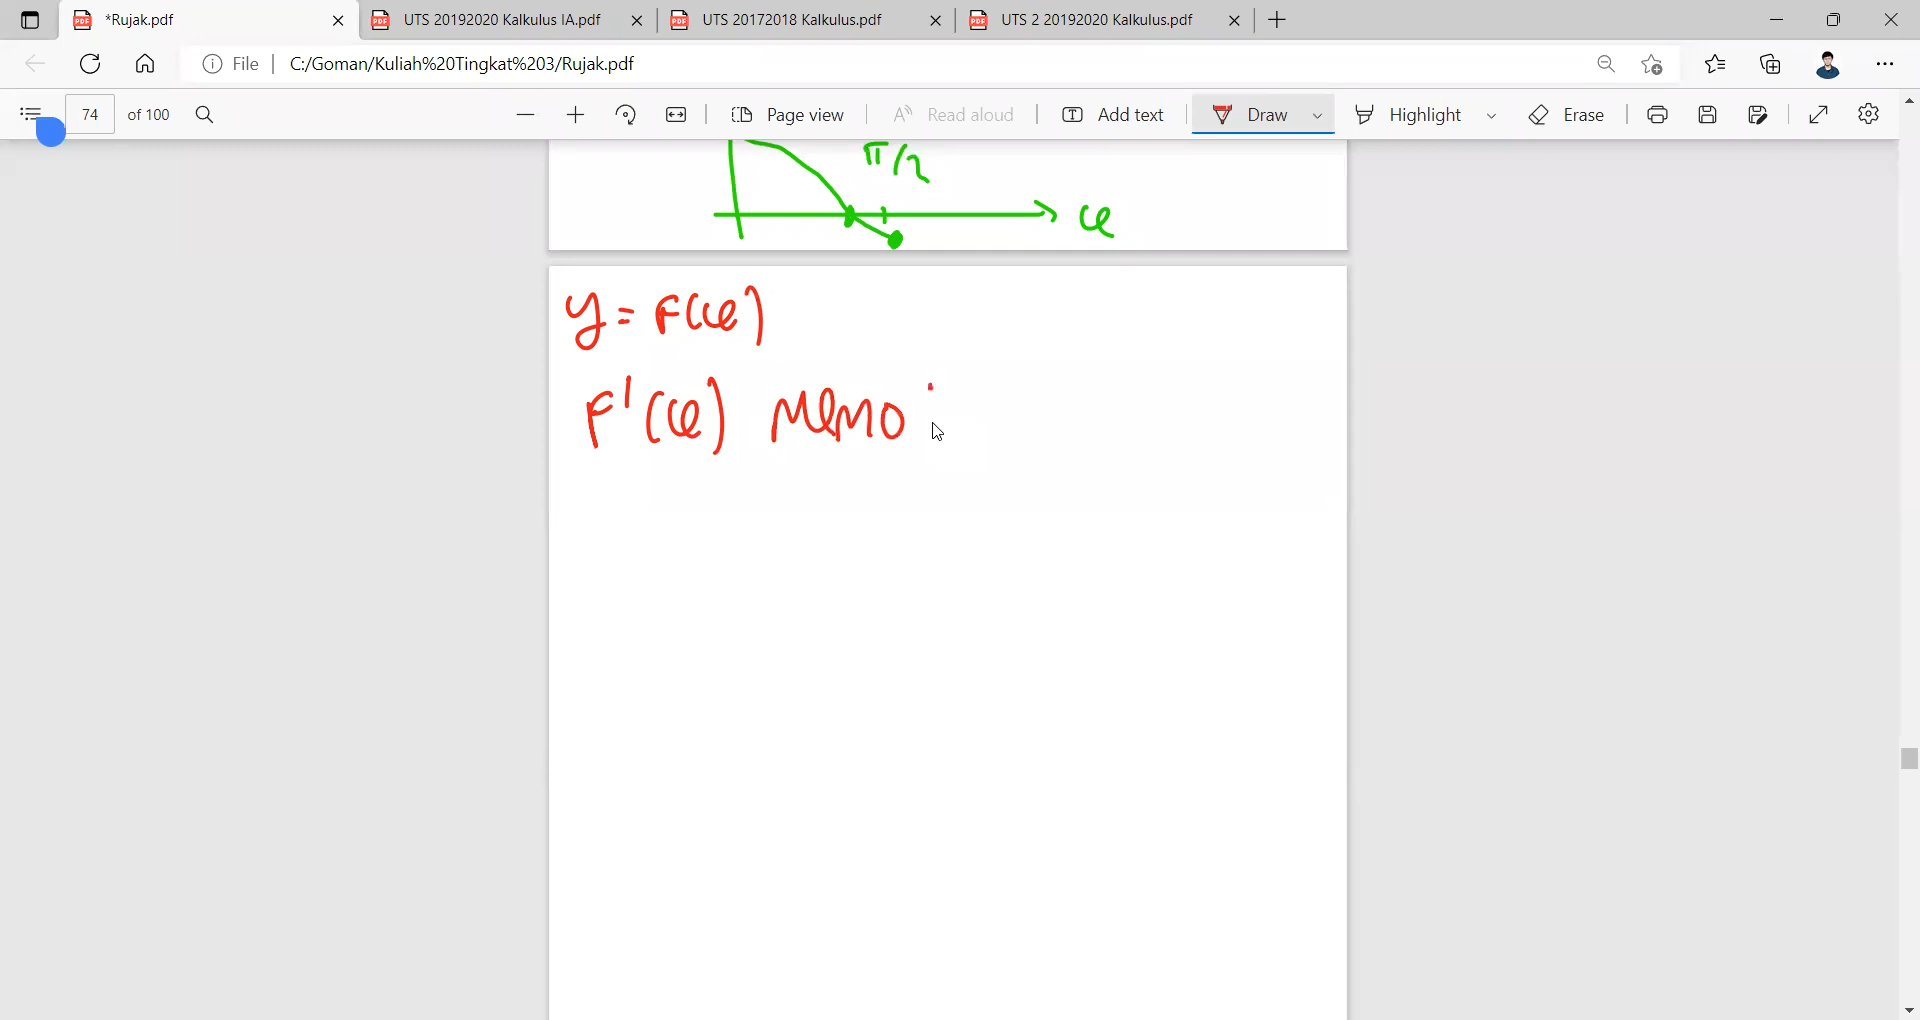 *Rujak.pdf
UTS 20192020 Kalkulus IA.pdf
UTS 20172018 Kalkulus.pdf
UTS 2 20192020 Kalkulus.pdf
File
C:/Goman/Kuliah%20Tingkat%203/Rujak.pdf
74 of 100
Page view
Read aloud
Add text
Draw
Highlight
Erase
π/2
x
y = F(x)
F'(x) MeMO